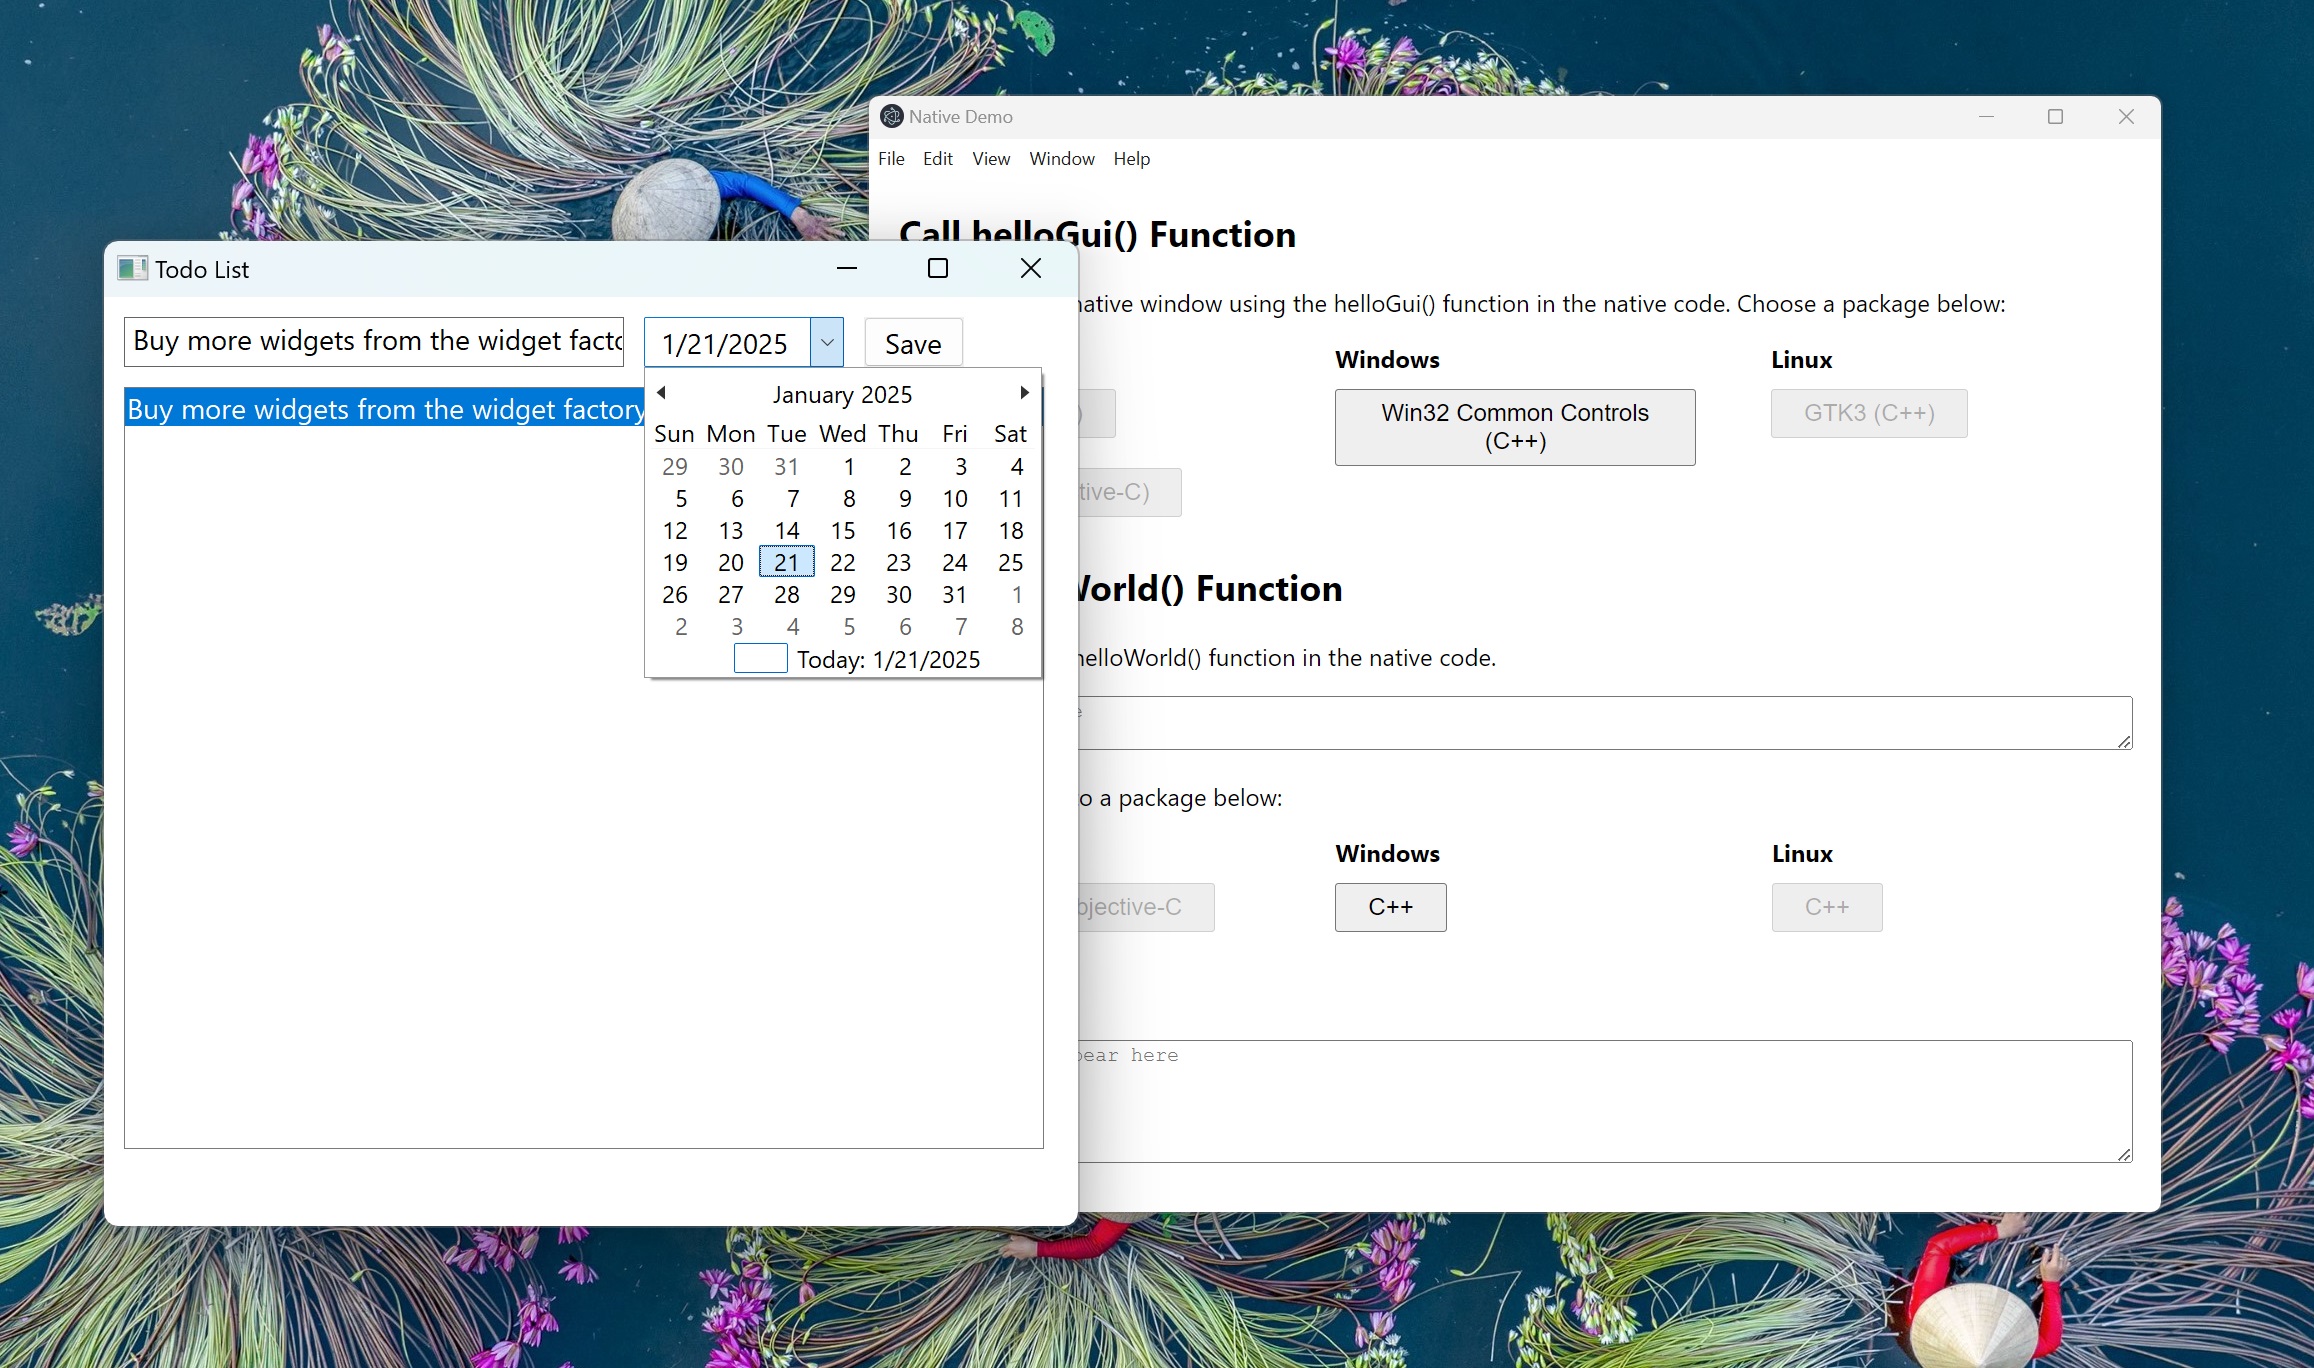 Native Demo
File Edit View Window Help
Call helloGui() Function
native window using the helloGui() function in the native code. Choose a package below:
Windows
Linux
Win32 Common Controls
(C++)
GTK3 (C++)
World() Function
helloWorld() function in the native code.
a package below:
Windows
Linux
C++
C++
here
Todo List
Buy more widgets from the widget
1/21/2025
Save
Buy more widgets from the widget factory
January 2025
Sun Mon Tue Wed Thu Fri Sat
29 30 31 1 2 3 4
5 6 7 8 9 10 11
12 13 14 15 16 17 18
19 20 21 22 23 24 25
26 27 28 29 30 31 1
2 3 4 5 6 7 8
Today: 1/21/2025